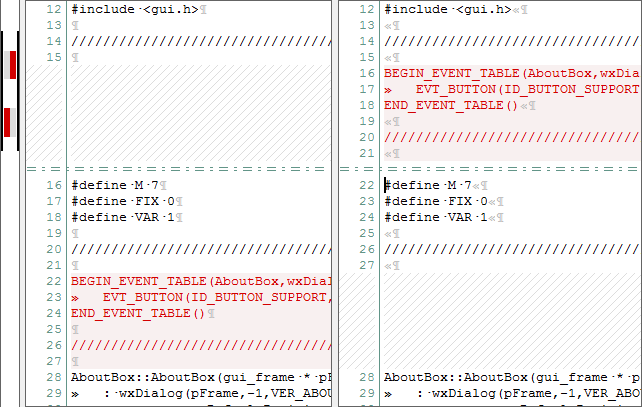 12 #include·<gui.h>¶
13 ¶
14 /////////////////////////////////
15 ¶
16 #define·M·7¶
17 #define·FIX·0¶
18 #define·VAR·1¶
19 ¶
20 /////////////////////////////////
21 ¶
22 BEGIN_EVENT_TABLE(AboutBox,wxDial
23 »   EVT_BUTTON(ID_BUTTON_SUPPORT,
24 END_EVENT_TABLE()¶
25 ¶
26 /////////////////////////////////
27 ¶
28 AboutBox::AboutBox(gui_frame·*·pF
29 »   :·wxDialog(pFrame,-1,VER_ABOU
12 #include·<gui.h>«¶
13 «¶
14 ////////////////////////////////
15 «¶
16 BEGIN_EVENT_TABLE(AboutBox,wxDia
17 »   EVT_BUTTON(ID_BUTTON_SUPPORT
18 END_EVENT_TABLE()«¶
19 «¶
20 ////////////////////////////////
21 «¶
22 #define·M·7«¶
23 #define·FIX·0«¶
24 #define·VAR·1«¶
25 «¶
26 ////////////////////////////////
27 «¶
28 AboutBox::AboutBox(gui_frame·*·p
29 »   :·wxDialog(pFrame,-1,VER_ABO